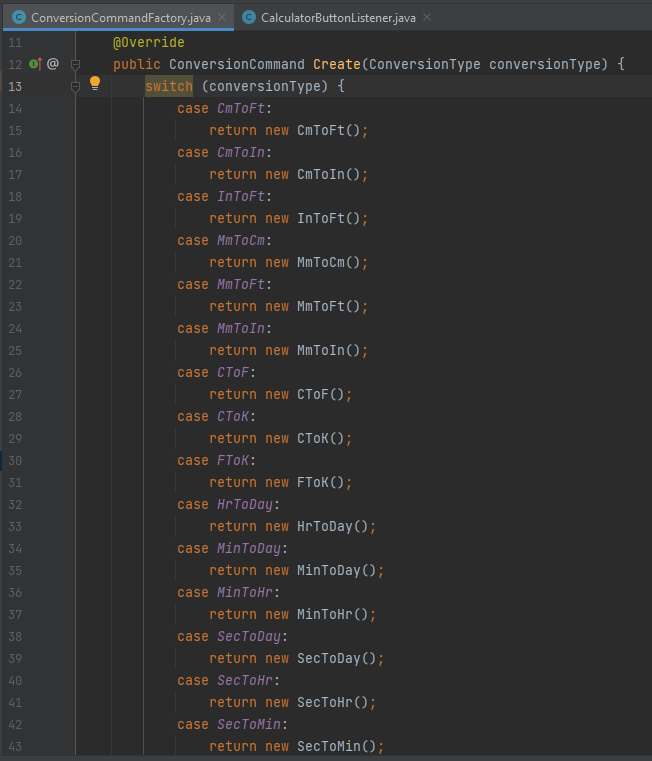 ConversionCommandFactory.java × CalculatorButtonListener.java ×
11 @Override
12 @ public ConversionCommand Create(ConversionType conversionType) {
13 switch (conversionType) {
14 case CmToFt:
15 return new CmToFt();
16 case CmToIn:
17 return new CmToIn();
18 case InToFt:
19 return new InToFt();
20 case MmToCm:
21 return new MmToCm();
22 case MmToFt:
23 return new MmToFt();
24 case MmToIn:
25 return new MmToIn();
26 case CToF:
27 return new CToF();
28 case CToK:
29 return new CToK();
30 case FToK:
31 return new FToK();
32 case HrToDay:
33 return new HrToDay();
34 case MinToDay:
35 return new MinToDay();
36 case MinToHr:
37 return new MinToHr();
38 case SecToDay:
39 return new SecToDay();
40 case SecToHr:
41 return new SecToHr();
42 case SecToMin:
43 return new SecToMin();